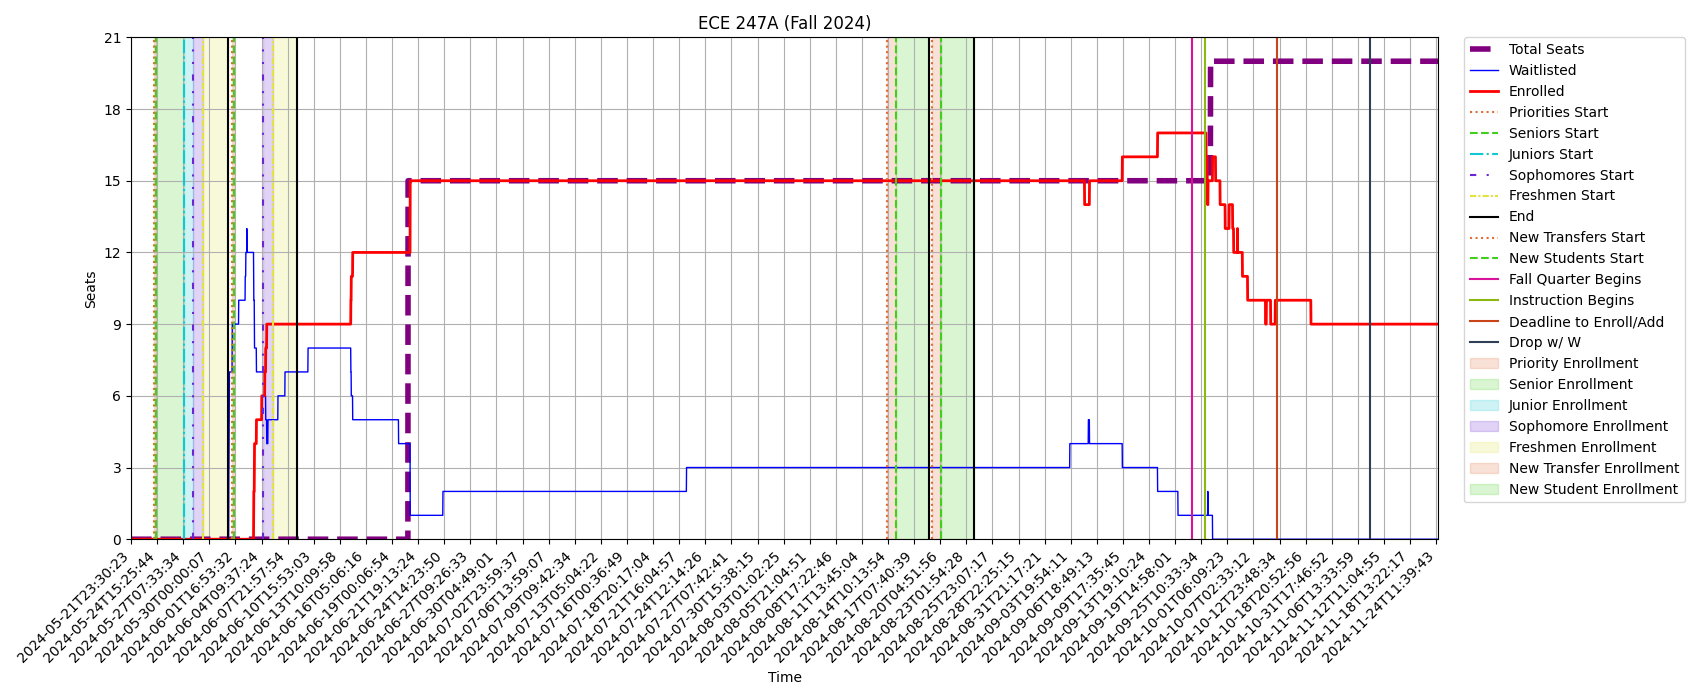 ECE 247A (Fall 2024)
21
18
15
12
9
6
3
0
Seats
2024-05-21T23:30:23
2024-05-24T15:25:44
2024-05-27T07:33:34
2024-05-30T00:00:07
2024-06-01T16:53:32
2024-06-04T09:37:24
2024-06-07T21:57:54
2024-06-10T15:53:03
2024-06-13T10:09:58
2024-06-16T05:06:16
2024-06-19T00:06:54
2024-06-21T19:13:24
2024-06-24T14:23:50
2024-06-27T09:26:33
2024-06-30T04:49:01
2024-07-02T23:59:37
2024-07-06T13:59:07
2024-07-09T09:42:34
2024-07-13T05:04:22
2024-07-16T00:36:49
2024-07-18T20:17:04
2024-07-21T16:04:57
2024-07-24T12:14:26
2024-07-27T07:42:41
2024-07-30T15:38:15
2024-08-03T01:02:25
2024-08-05T21:04:51
2024-08-08T17:22:46
2024-08-11T13:45:04
2024-08-14T10:13:54
2024-08-17T07:40:39
2024-08-20T04:51:56
2024-08-23T01:54:28
2024-08-25T23:07:17
2024-08-28T22:25:15
2024-08-31T21:17:21
2024-09-03T19:54:11
2024-09-06T18:49:13
2024-09-09T17:35:45
2024-09-13T19:10:24
2024-09-19T14:58:01
2024-09-25T10:33:34
2024-10-01T06:09:23
2024-10-07T02:33:12
2024-10-12T23:48:34
2024-10-18T20:52:56
2024-10-31T17:46:52
2024-11-06T13:33:59
2024-11-12T11:04:55
2024-11-18T13:22:17
2024-11-24T11:39:43
Time
Total Seats
Waitlisted
Enrolled
Priorities Start
Seniors Start
Juniors Start
Sophomores Start
Freshmen Start
End
New Transfers Start
New Students Start
Fall Quarter Begins
Instruction Begins
Deadline to Enroll/Add
Drop w/ W
Priority Enrollment
Senior Enrollment
Junior Enrollment
Sophomore Enrollment
Freshmen Enrollment
New Transfer Enrollment
New Student Enrollment